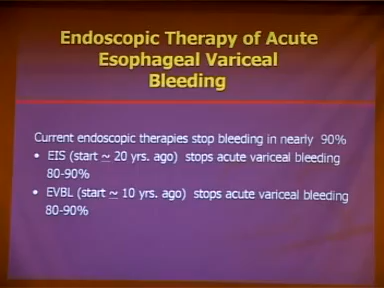 Endoscopic Therapy of Acute
Esophageal Variceal
Bleeding
Current endoscopic therapies stop bleeding in nearly 90%
• EIS (start ~ 20 yrs. ago) stops acute variceal bleeding
80-90%
• EVBL (start ~ 10 yrs. ago) stops acute variceal bleeding
80-90%